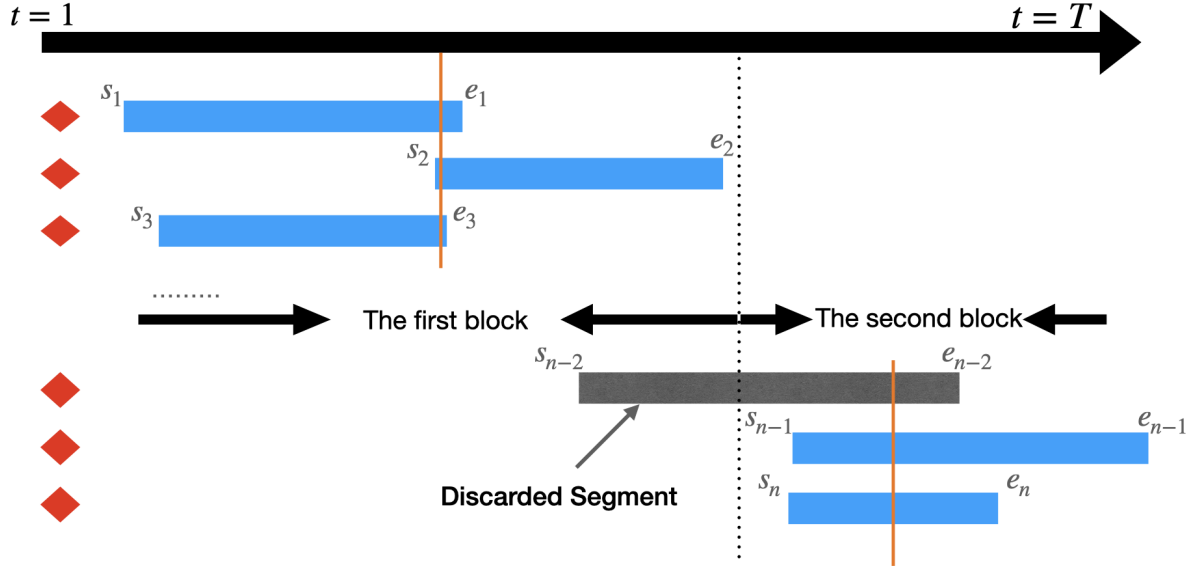 t = 1
t = T
s₁
e₁
s₂
e₂
s₃
e₃
.........
The first block
The second block
sₙ₋₂
eₙ₋₂
sₙ₋₁
eₙ₋₁
Discarded Segment
sₙ
eₙ